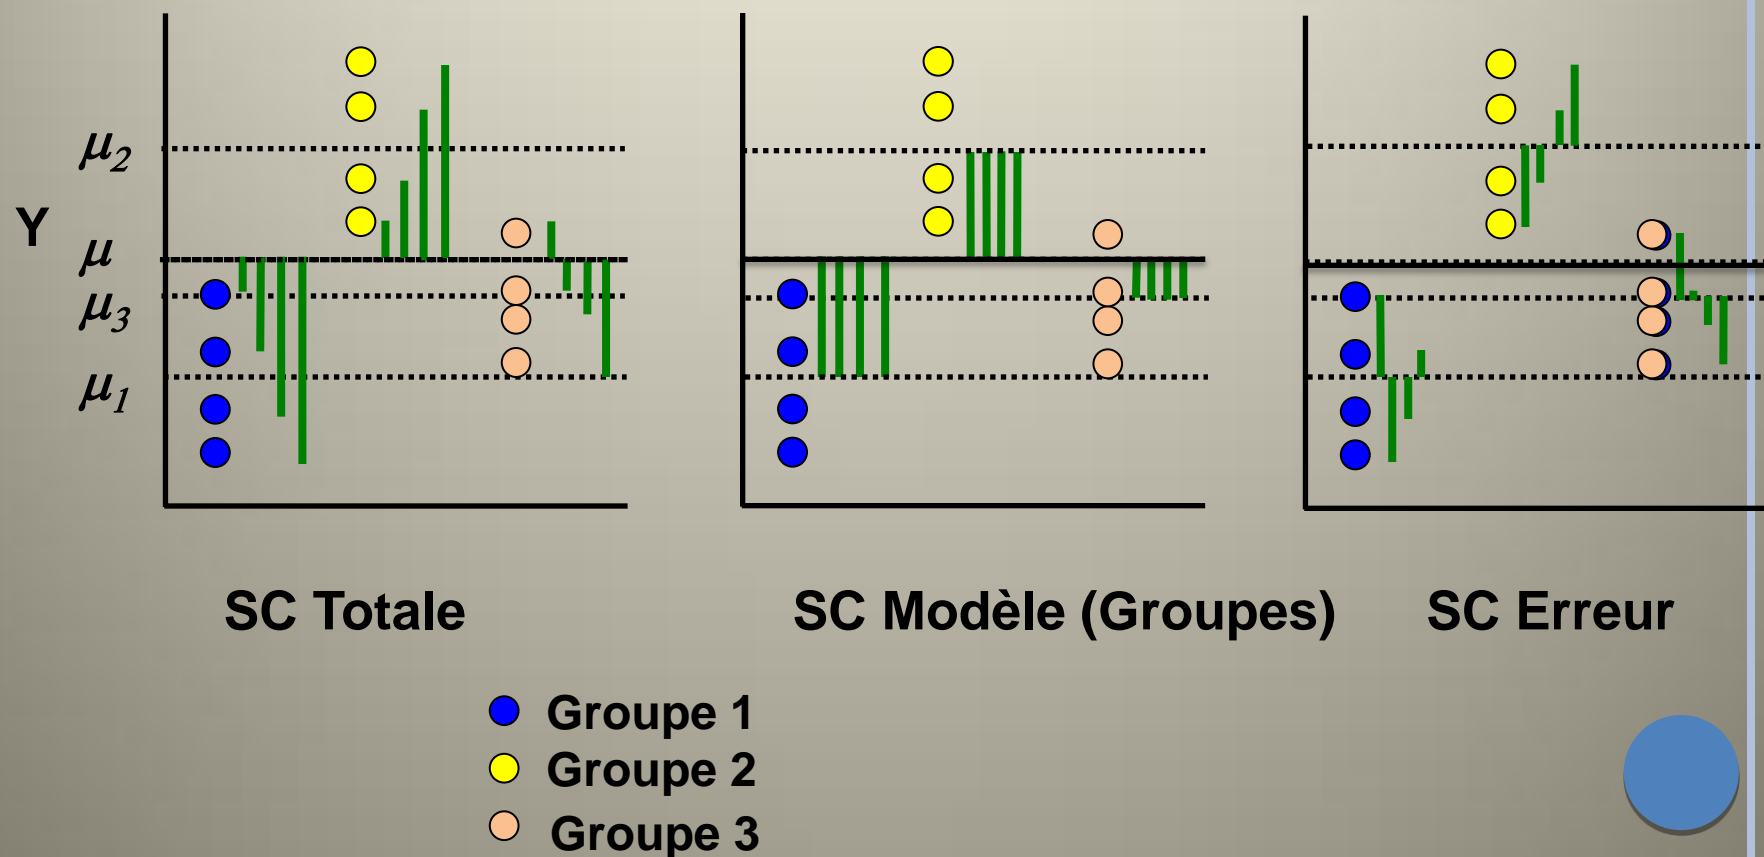 μ2
Y
μ
μ3
μ1
SC Totale
SC Modèle (Groupes)
SC Erreur
Groupe 1
Groupe 2
Groupe 3